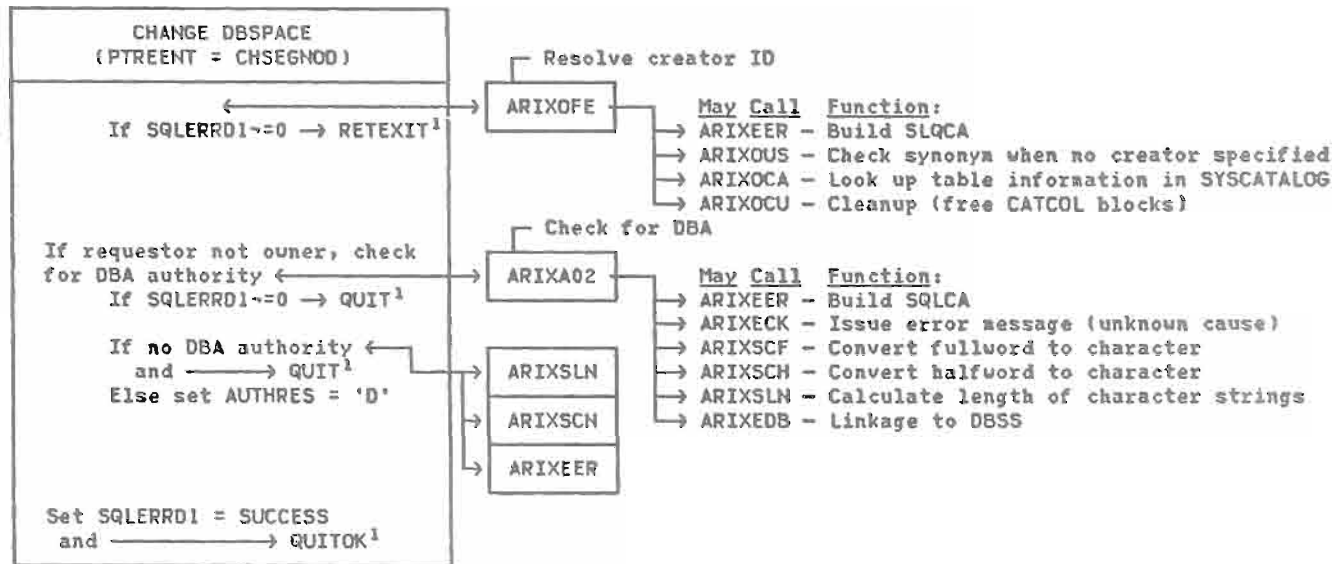 CHANGE DBSPACE
(PTREENT = CHSEGNOD)
Resolve creator ID
ARIXOFE
If SQLERRD1¬=0 → RETEXIT¹
May Call Function:
→ ARIXEER - Build SLQCA
→ ARIXOUS - Check synonym when no creator specified
→ ARIXOCA - Look up table information in SYSCATALOG
→ ARIXOCU - Cleanup (free CATCOL blocks)
Check for DBA
If requestor not owner, check
for DBA authority
ARIXA02
If SQLERRD1¬=0 → QUIT¹
May Call Function:
→ ARIXEER - Build SQLCA
→ ARIXECK - Issue error message (unknown cause)
→ ARIXSCF - Convert fullword to character
→ ARIXSCH - Convert halfword to character
→ ARIXSLN - Calculate length of character strings
→ ARIXEDB - Linkage to DBSS
If no DBA authority
and → QUIT¹
Else set AUTHRES = 'D'
ARIXSLN
ARIXSCN
ARIXEER
Set SQLERRD1 = SUCCESS
and → QUITOK¹